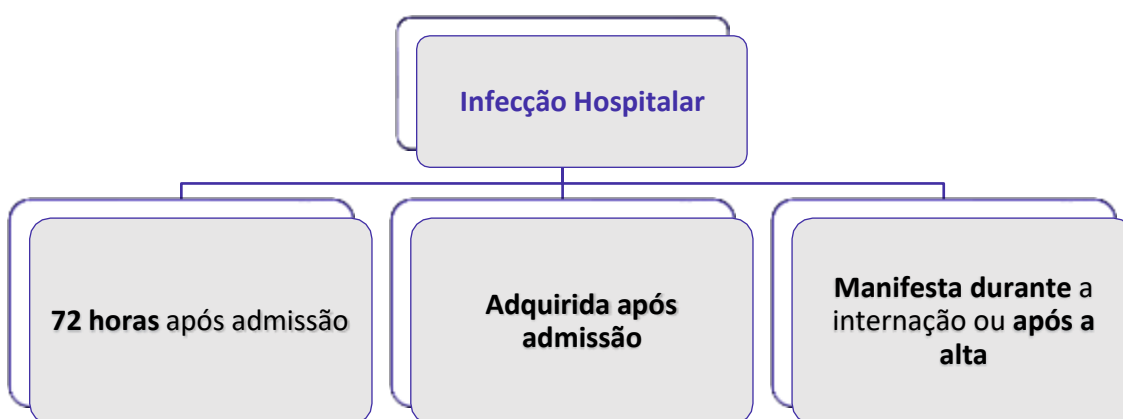 Infecção Hospitalar
72 horas após admissão
Adquirida após
admissão
Manifesta durante a
internação ou após a
alta